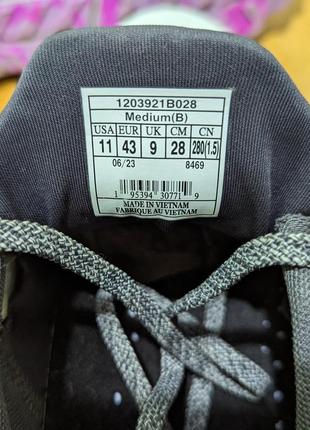 1203921B028
Medium(B)
USA EUR UK CM CN
11 43 9 28 280(1.5)
06/23 8469
1 95394 30771 9
MADE IN VIETNAM
FABRIQUE AU VIETNAM